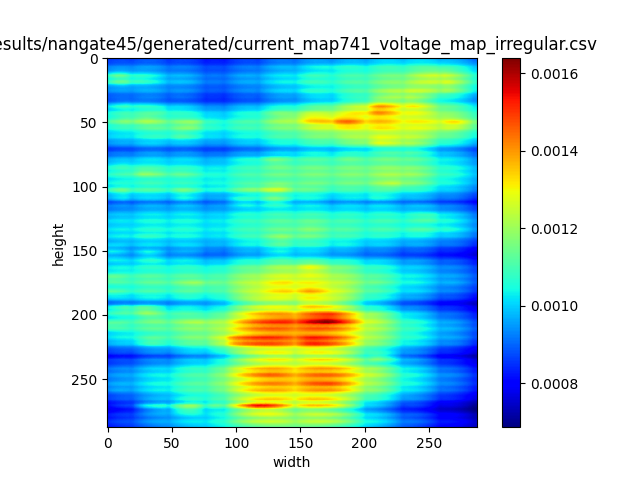 esults/nangate45/generated/current_map741_voltage_map_irregular.csv
0
50
100
150
200
250
height
0 50 100 150 200 250
width
0.0016
0.0014
0.0012
0.0010
0.0008